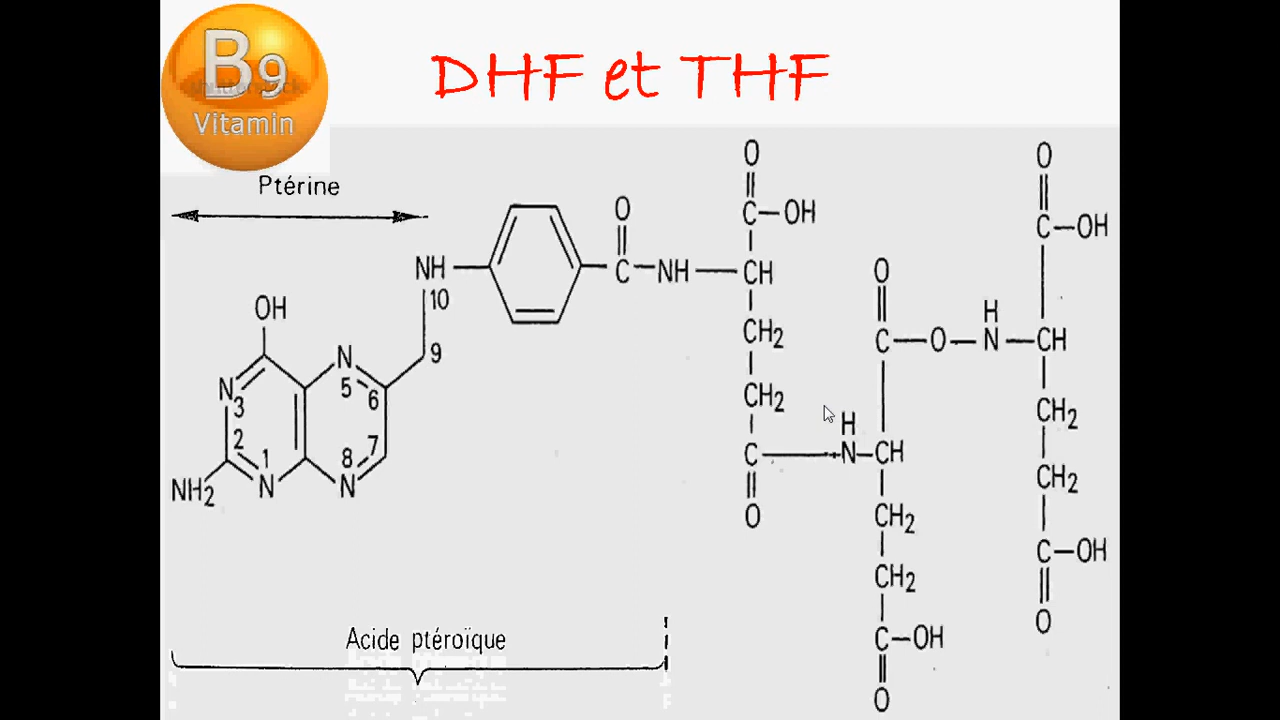 B9
Vitamin
DHF et THF
Ptérine
O
C-OH
NH
10
O
C-NH
CH
OH
CH2
9
N
5
6
N
3
2
1
N
8
7
N
NH2
CH2
C
O
O
C-O-N
H
H
N-CH
CH2
CH2
C-OH
O
O
C-OH
CH
CH2
CH2
C-OH
O
Acide ptéroïque